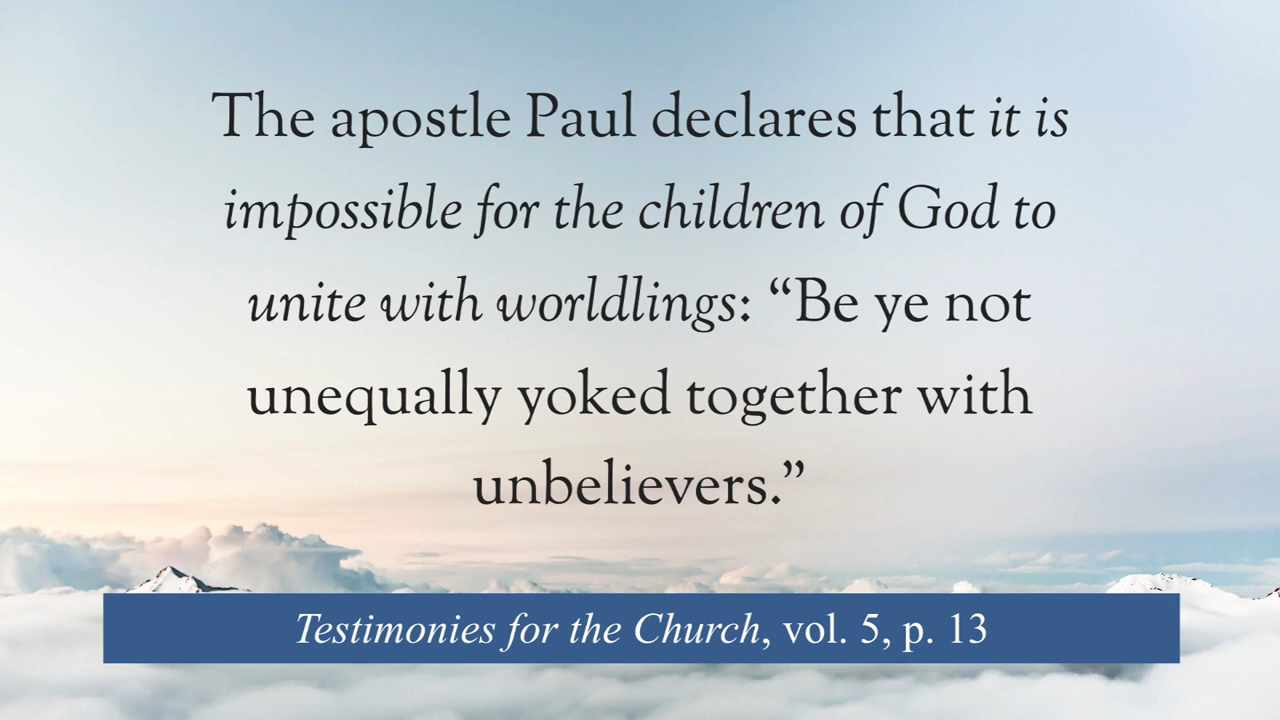 The apostle Paul declares that it is
impossible for the children of God to
unite with worldlings: “Be ye not
unequally yoked together with
unbelievers.”
Testimonies for the Church, vol. 5, p. 13